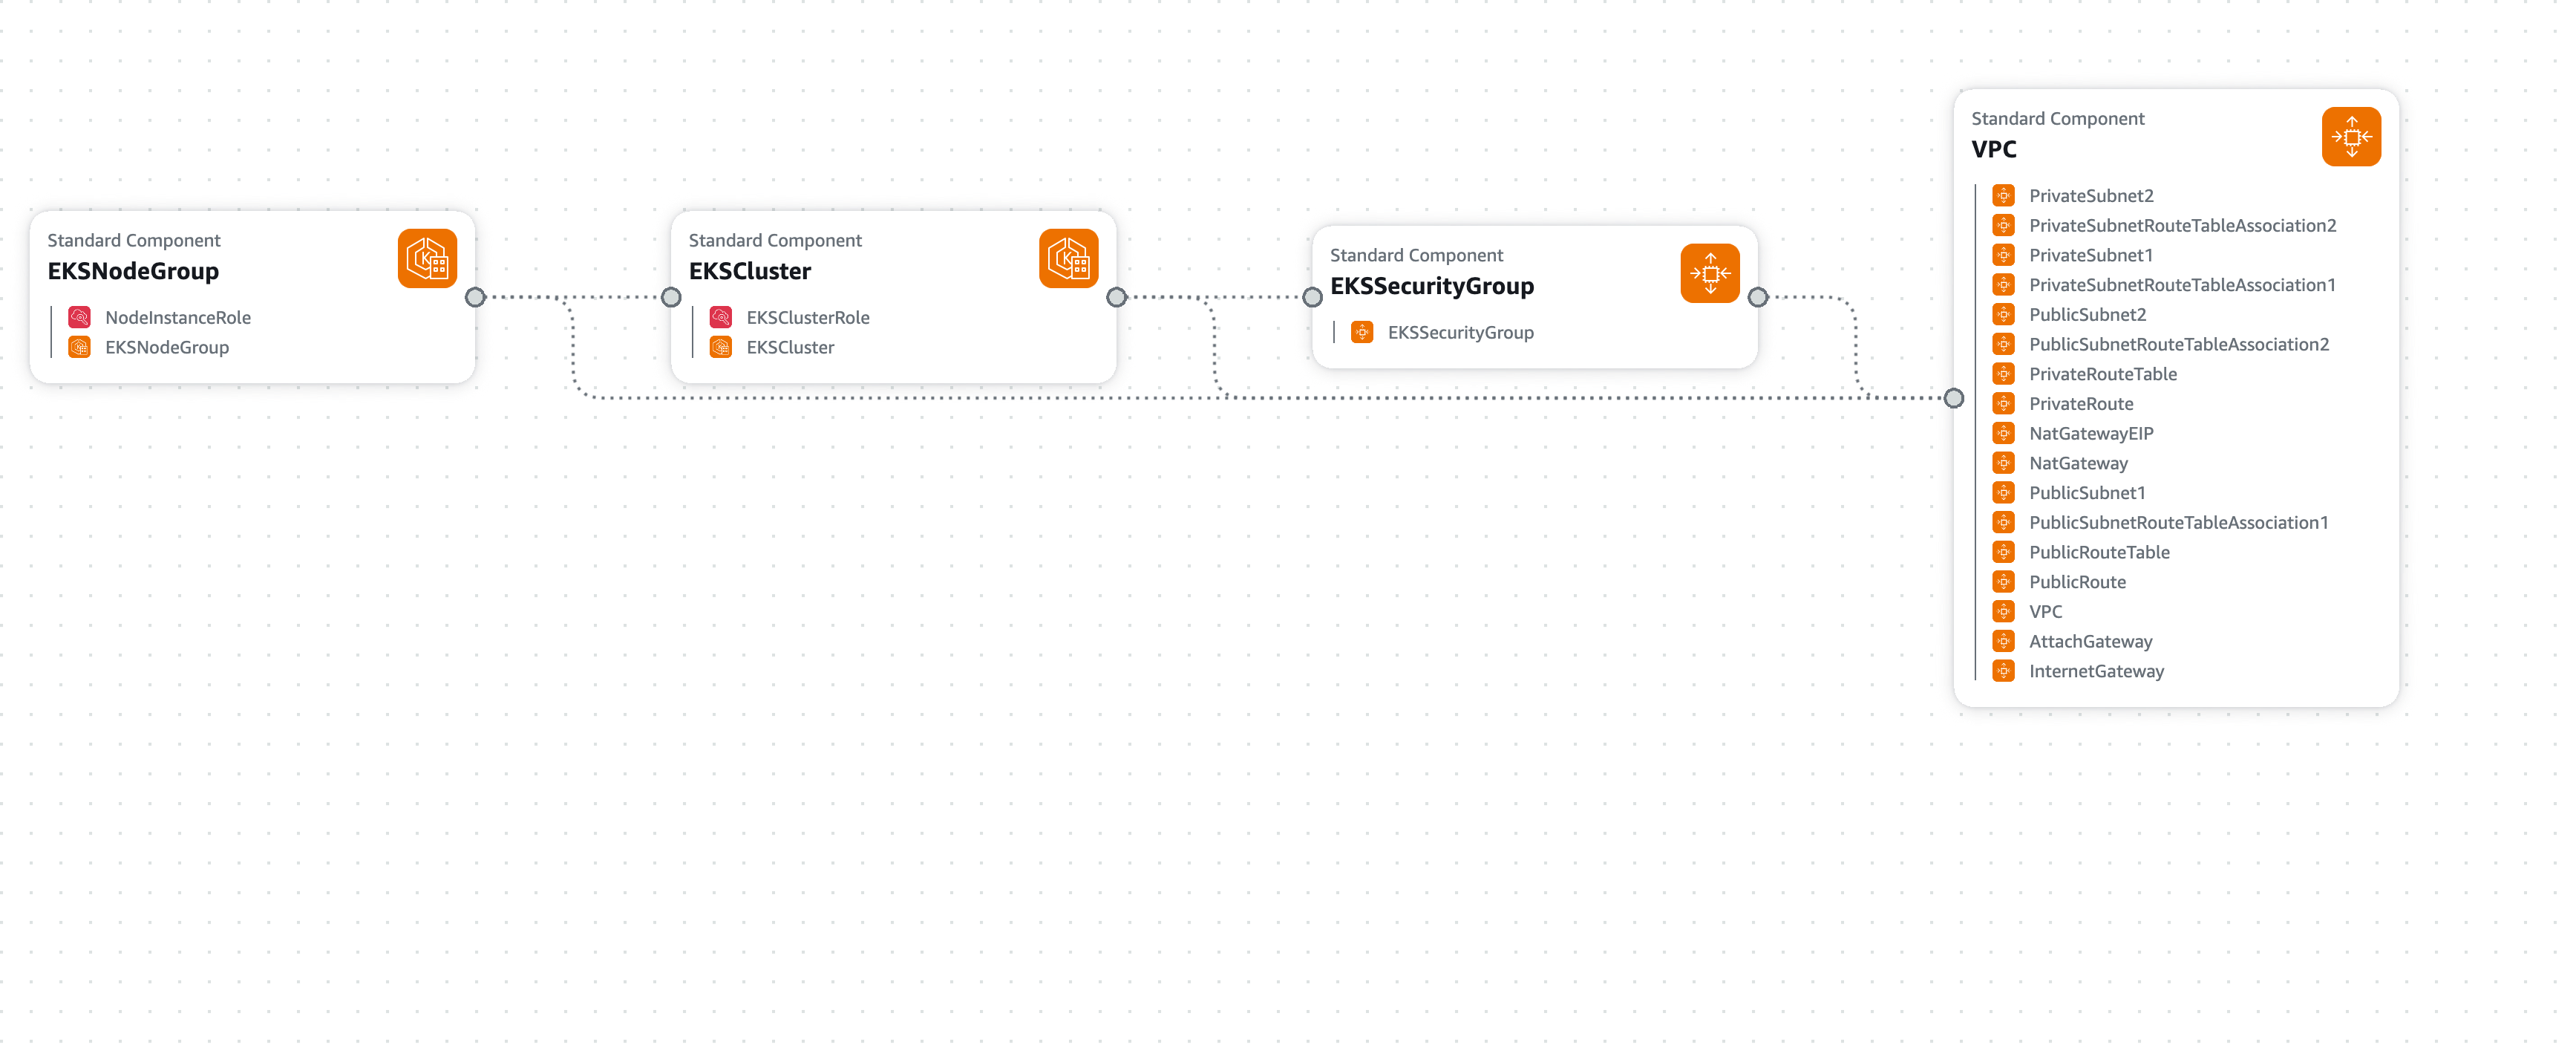 Standard Component
EKSNodeGroup
NodeInstanceRole
EKSNodeGroup
Standard Component
EKSCluster
EKSClusterRole
EKSCluster
Standard Component
EKSSecurityGroup
EKSSecurityGroup
Standard Component
VPC
PrivateSubnet2
PrivateSubnetRouteTableAssociation2
PrivateSubnet1
PrivateSubnetRouteTableAssociation1
PublicSubnet2
PublicSubnetRouteTableAssociation2
PrivateRouteTable
PrivateRoute
NatGatewayEIP
NatGateway
PublicSubnet1
PublicSubnetRouteTableAssociation1
PublicRouteTable
PublicRoute
VPC
AttachGateway
InternetGateway